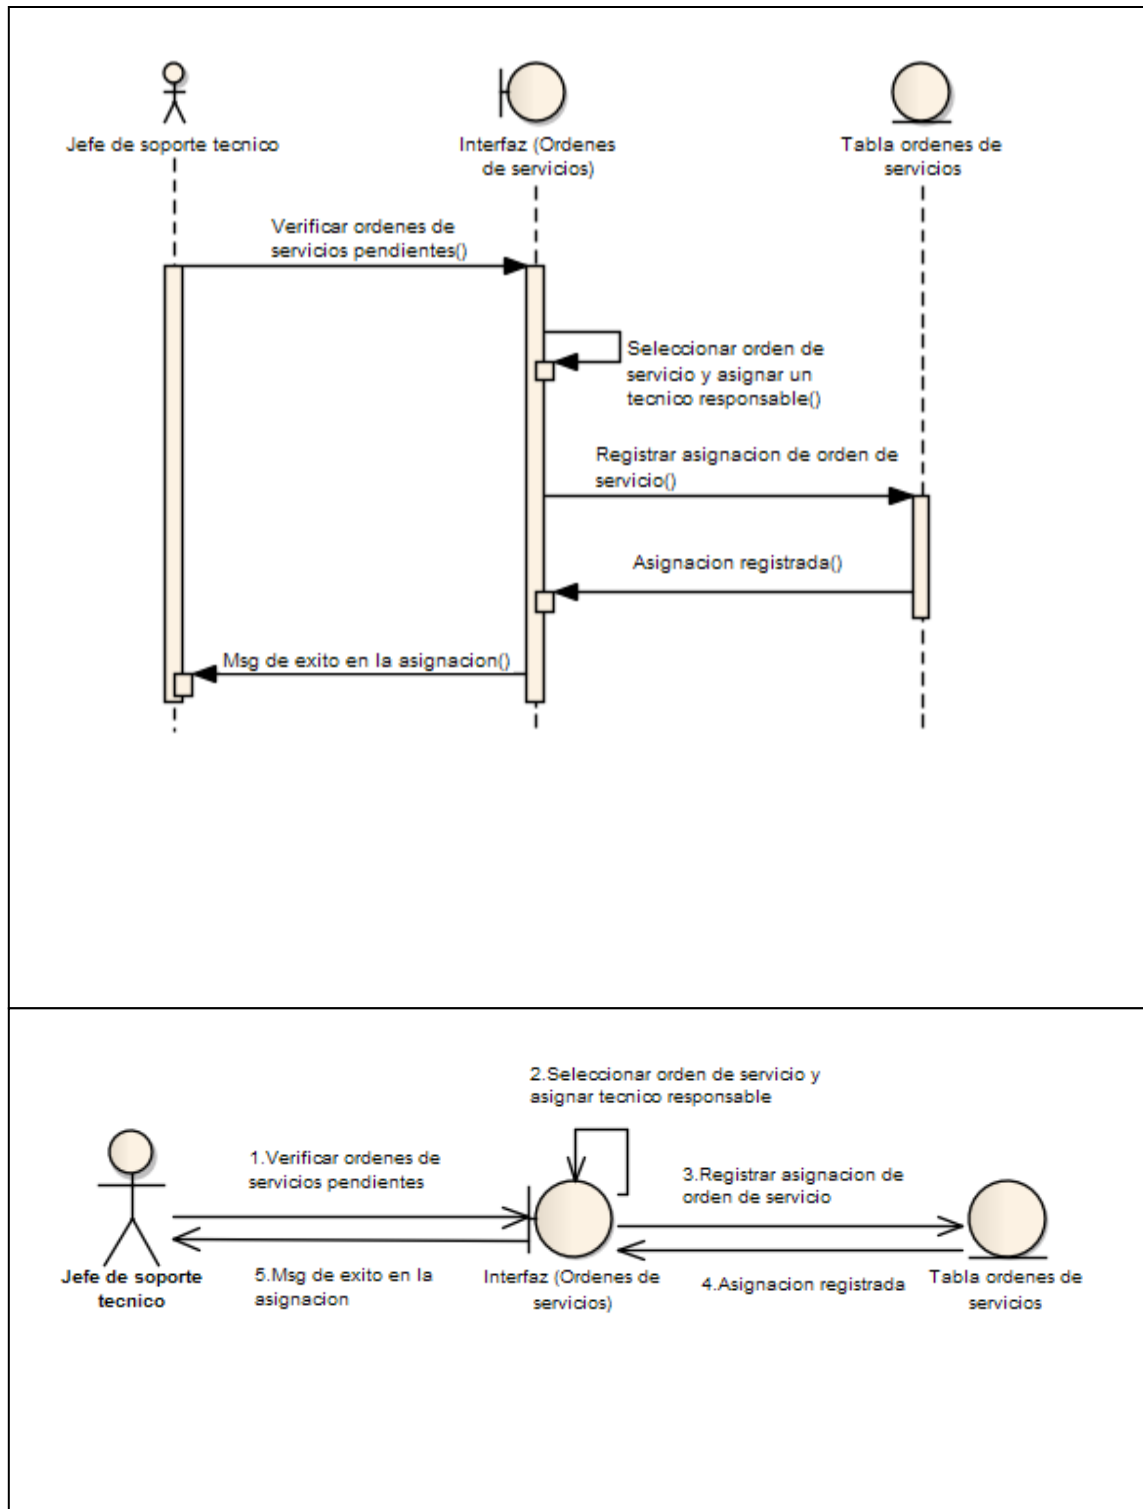 Jefe de soporte tecnico
Interfaz (Ordenes
de servicios)
Tabla ordenes de
servicios
Verificar ordenes de
servicios pendientes()
Seleccionar orden de
servicio y asignar un
tecnico responsable()
Registrar asignacion de orden de
servicio()
Asignacion registrada()
Msg de exito en la asignacion()
2.Seleccionar orden de servicio y
asignar tecnico responsable
1.Verificar ordenes de
servicios pendientes
3.Registrar asignacion de
orden de servicio
Jefe de soporte
tecnico
5.Msg de exito en la
asignacion
Interfaz (Ordenes de
servicios)
4.Asignacion registrada
Tabla ordenes de
servicios